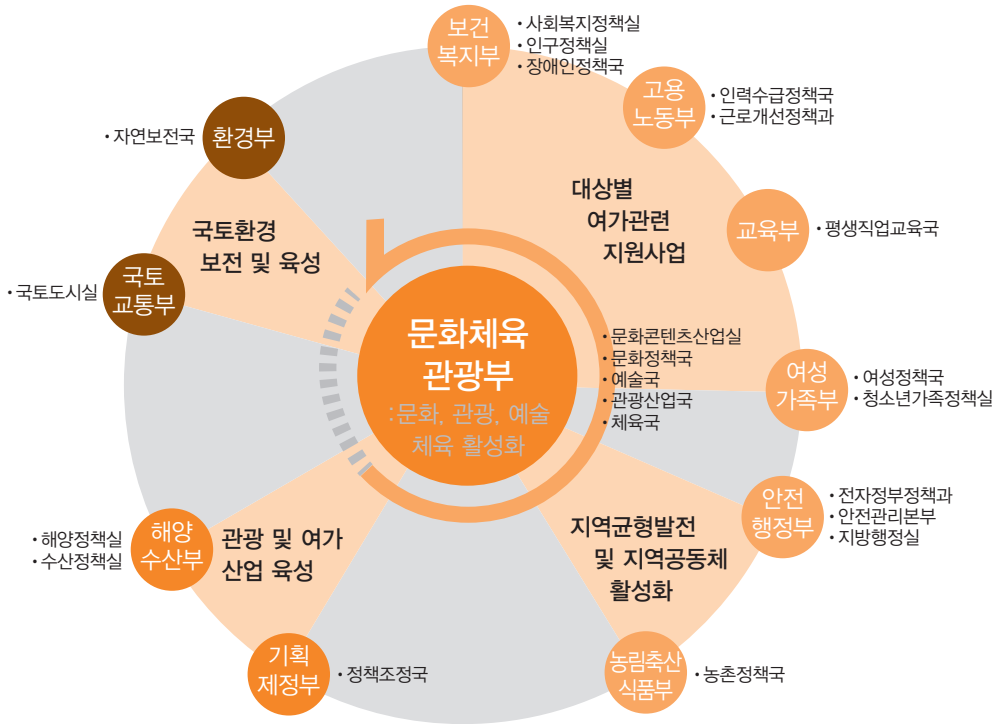 보건
복지부
• 사회복지정책실
• 인구정책실
• 장애인정책국
고용
노동부
• 인력수급정책국
• 근로개선정책과
환경부
• 자연보전국
대상별
여가관련
지원사업
교육부
• 평생직업교육국
국토환경
보전 및 육성
국토
교통부
• 국토도시실
문화체육
관광부
:문화, 관광, 예술
체육 활성화
• 문화콘텐츠산업실
• 문화정책국
• 예술국
• 관광산업국
• 체육국
여성
가족부
• 여성정책국
• 청소년가족정책실
안전
행정부
• 전자정부정책과
• 안전관리본부
• 지방행정실
해양
수산부
• 해양정책실
• 수산정책실
관광 및 여가
산업 육성
지역균형발전
및 지역공동체
활성화
기획
제정부
• 정책조정국
농림축산
식품부
• 농촌정책국